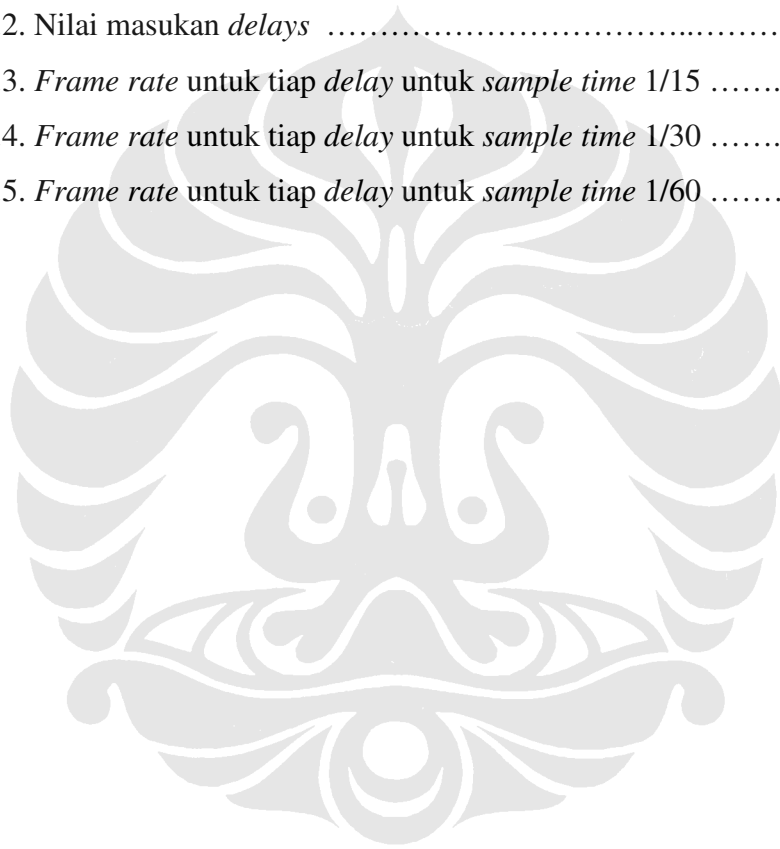 2. Nilai masukan delays ……………………………..………
3. Frame rate untuk tiap delay untuk sample time 1/15 …….
4. Frame rate untuk tiap delay untuk sample time 1/30 …….
5. Frame rate untuk tiap delay untuk sample time 1/60 …….